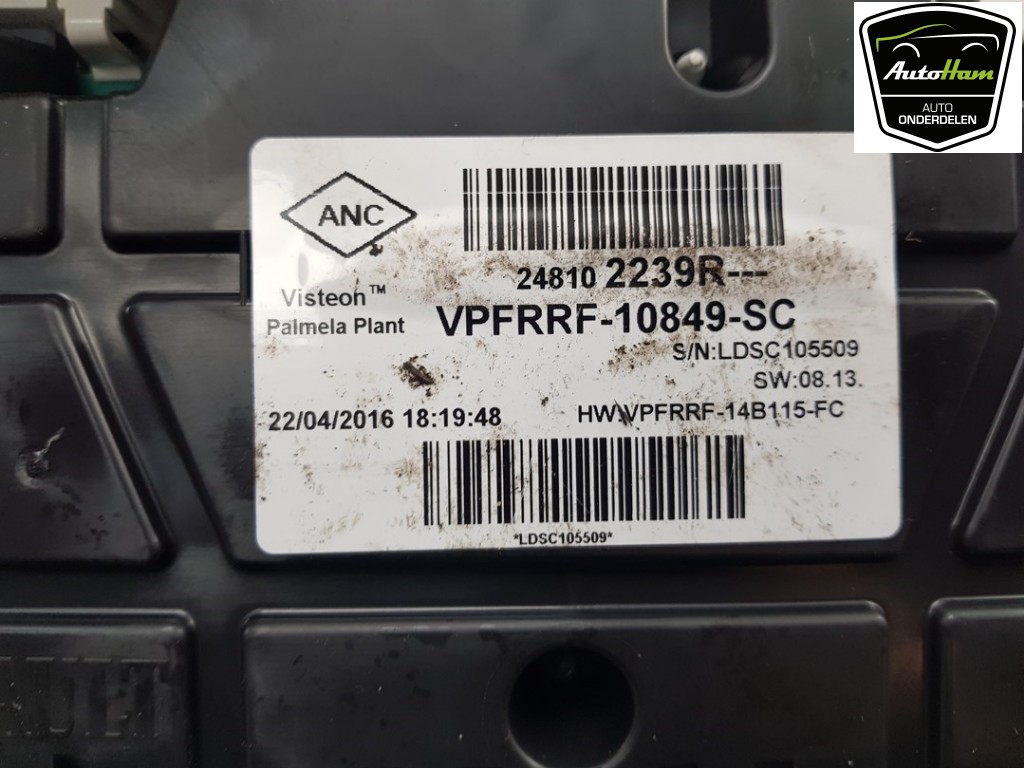 AutoHam
AUTO
ONDERDELEN
ANC
24810 2239R---
Visteon™
Palmela Plant
VPFRRF-10849-SC
S/N:LDSC105509
SW:08.13.
22/04/2016 18:19:48
HW:VPFRRF-14B115-FC
*LDSC105509*